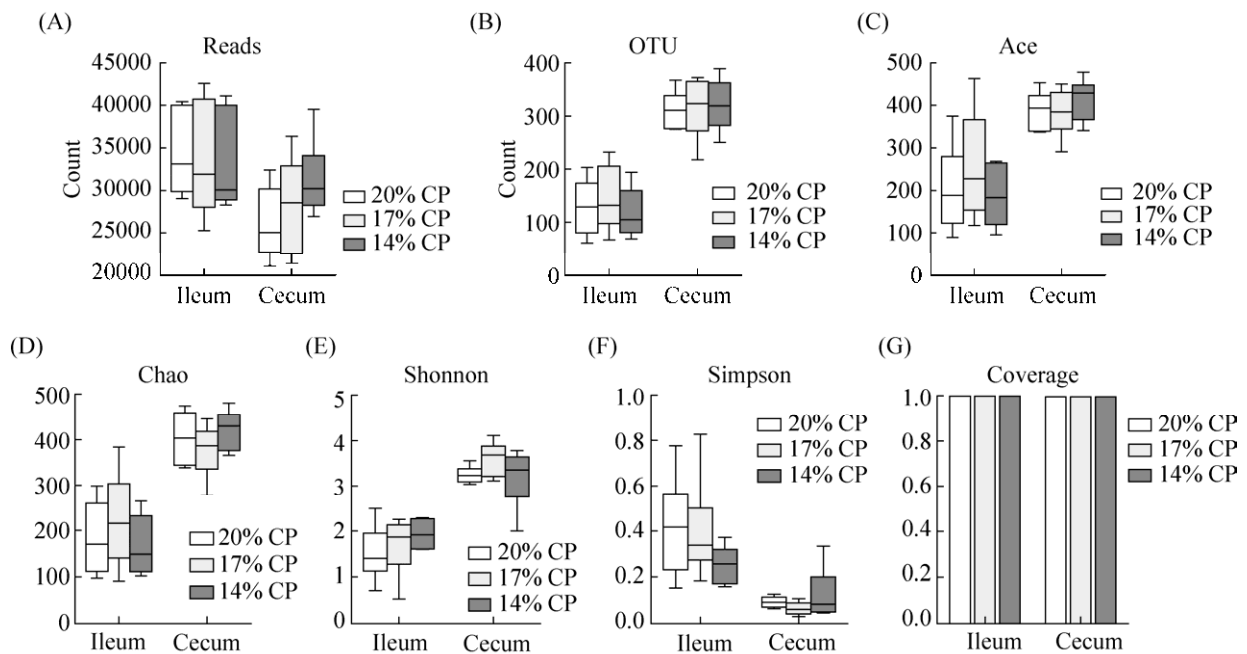 (A)
Reads
45000
40000
35000
30000
25000
20000
Count
Ileum
Cecum
20% CP
17% CP
14% CP
(B)
OTU
400
300
200
100
0
Count
Ileum
Cecum
20% CP
17% CP
14% CP
(C)
Ace
500
400
300
200
100
0
Ileum
Cecum
20% CP
17% CP
14% CP
(D)
Chao
500
400
300
200
100
0
Ileum
Cecum
20% CP
17% CP
14% CP
(E)
Shonnon
5
4
3
2
1
0
Ileum
Cecum
20% CP
17% CP
14% CP
(F)
Simpson
1.0
0.8
0.6
0.4
0.2
0.0
Ileum
Cecum
20% CP
17% CP
14% CP
(G)
Coverage
1.0
0.8
0.6
0.4
0.2
0.0
Ileum
Cecum
20% CP
17% CP
14% CP